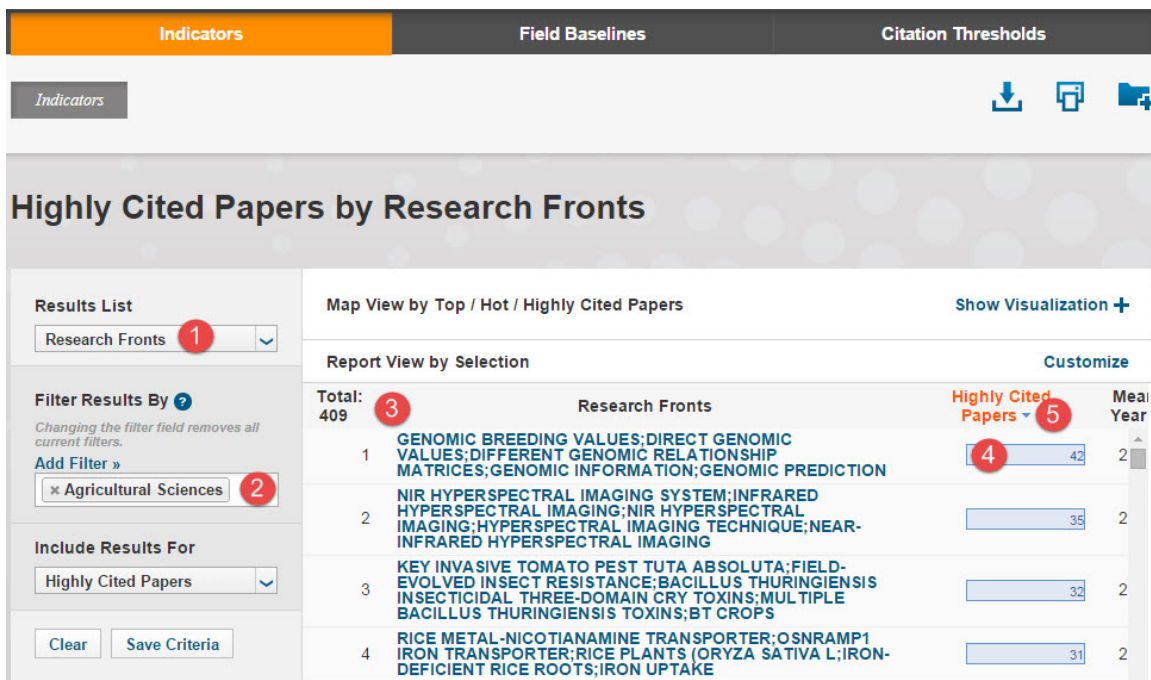 Indicators
Field Baselines
Citation Thresholds
Indicators
Highly Cited Papers by Research Fronts
Results List
Research Fronts
1
Filter Results By ?
Changing the filter field removes all
current filters.
Add Filter »
× Agricultural Sciences
2
Include Results For
Highly Cited Papers
Clear
Save Criteria
Map View by Top / Hot / Highly Cited Papers
Show Visualization +
Report View by Selection
Customize
Total:
409
3
Research Fronts
Highly Cited
Papers
5
Year
1
GENOMIC BREEDING VALUES;DIRECT GENOMIC
VALUES;DIFFERENT GENOMIC RELATIONSHIP
MATRICES;GENOMIC INFORMATION;GENOMIC PREDICTION
4
42
2
2
NIR HYPERSPECTRAL IMAGING SYSTEM;INFRARED
HYPERSPECTRAL IMAGING;NIR HYPERSPECTRAL
IMAGING;HYPERSPECTRAL IMAGING TECHNIQUE;NEAR-
INFRARED HYPERSPECTRAL IMAGING
35
2
3
KEY INVASIVE TOMATO PEST TUTA ABSOLUTA;FIELD-
EVOLVED INSECT RESISTANCE;BACILLUS THURINGIENSIS
INSECTICIDAL THREE-DOMAIN CRY TOXINS;MULTIPLE
BACILLUS THURINGIENSIS TOXINS;BT CROPS
32
2
4
RICE METAL-NICOTIANAMINE TRANSPORTER;OSNRAMP1
IRON TRANSPORTER;RICE PLANTS (ORYZA SATIVA L;IRON-
DEFICIENT RICE ROOTS;IRON UPTAKE
31
2